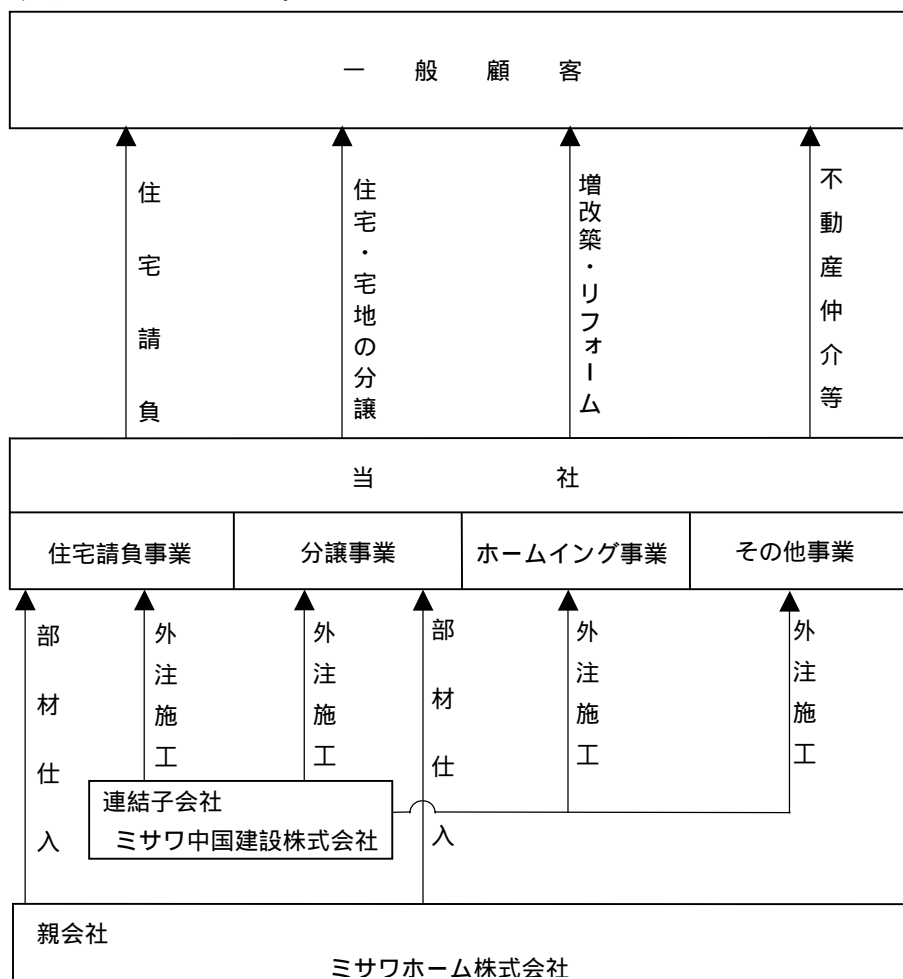 一般顧客
住宅請負
住宅・宅地の分譲
増改築・リフォーム
不動産仲介等
当社
住宅請負事業
分譲事業
ホームイング事業
その他事業
部材仕入
外注施工
外注施工
部材仕入
外注施工
外注施工
連結子会社
ミサワ中国建設株式会社
親会社
ミサワホーム株式会社